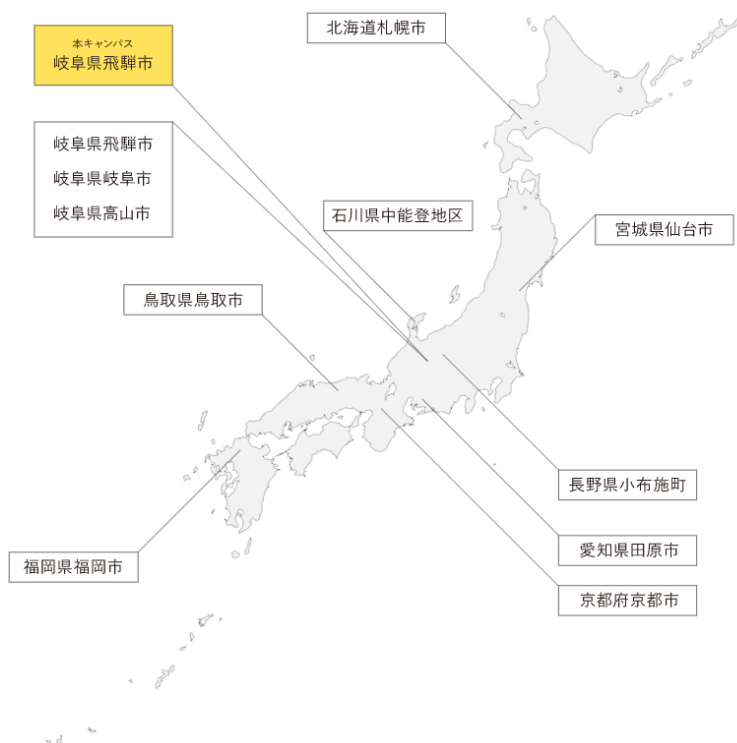 北海道札幌市
本キャンパス
岐阜県飛騨市
岐阜県飛騨市
岐阜県岐阜市
岐阜県高山市
石川県中能登地区
宮城県仙台市
鳥取県鳥取市
長野県小布施町
愛知県田原市
福岡県福岡市
京都府京都市